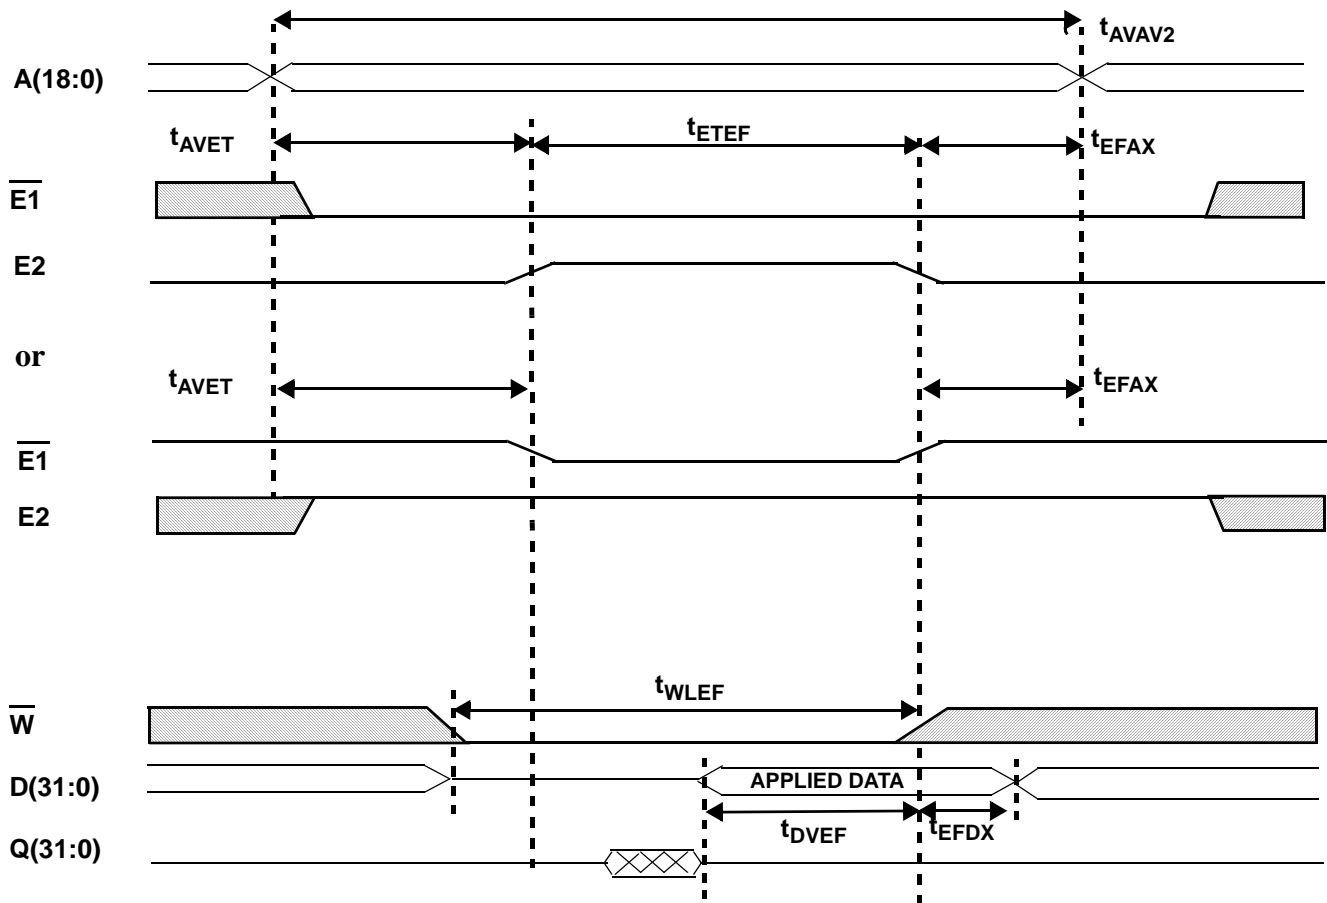 tAVAV2
A(18:0)
tAVET
tETEF
tEFAX
E1
E2
or
tAVET
tEFAX
E1
E2
tWLEF
W
D(31:0)
APPLIED DATA
tDVEF
tEFDX
Q(31:0)